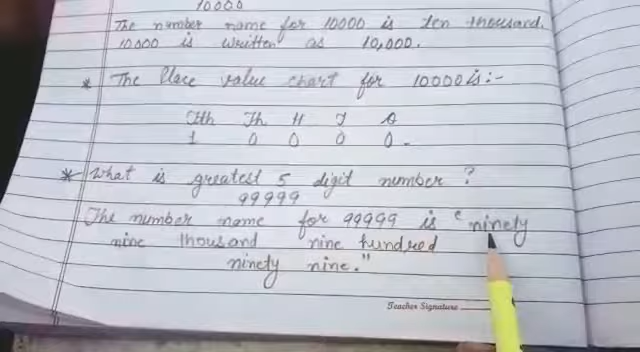 10000
The number name for 10000 is ten thousand.
10000 is written as 10,000.
* The Place value chart for 10000 is :-
Tth Th H T O
1 0 0 0 0.
* What is greatest 5 digit number ?
99999
The number name for 99999 is "ninety
nine thousand nine hundred
ninety nine."
Teacher Signature